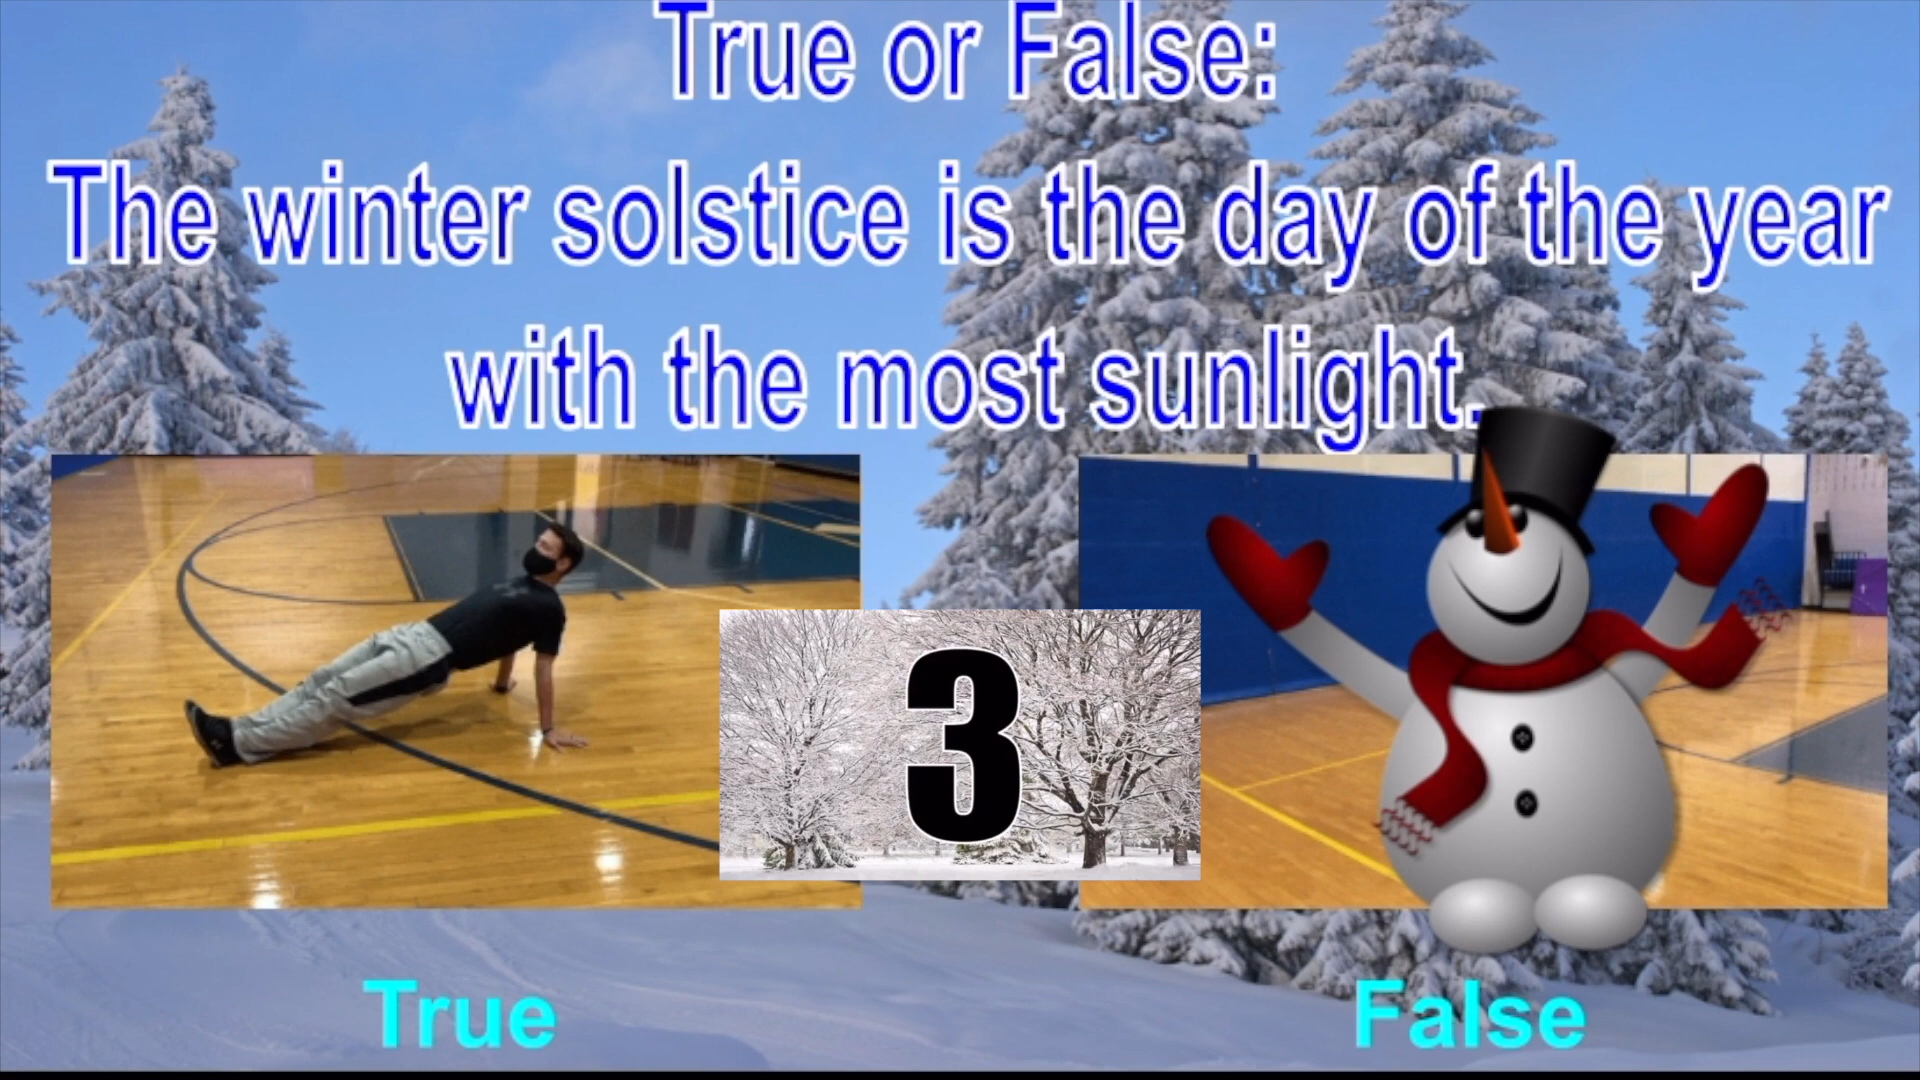 True or False:
The winter solstice is the day of the year
with the most sunlight.
3
True
False